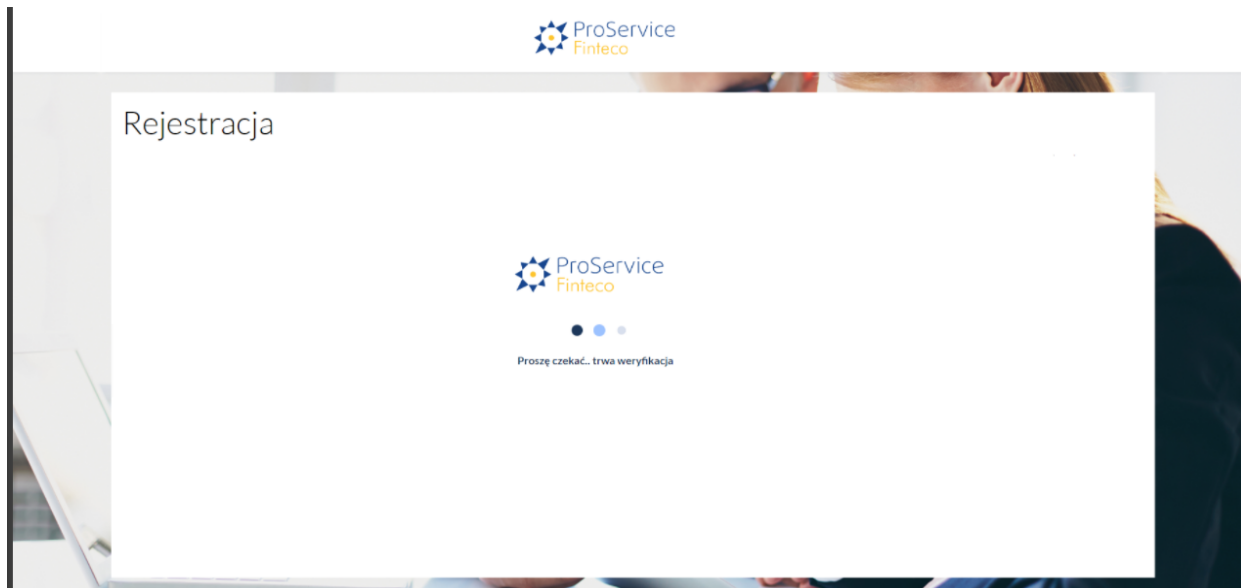 ProService
Finteco
Rejestracja
ProService
Finteco
Proszę czekać.. trwa weryfikacja